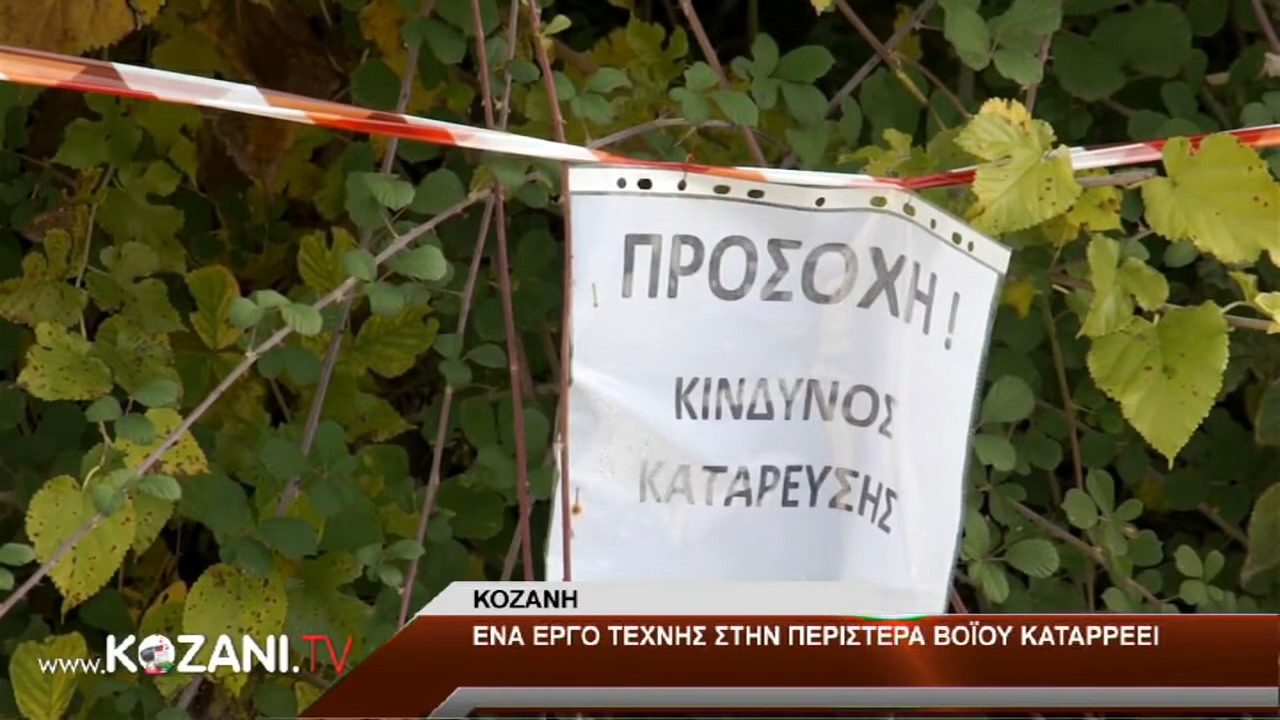 ΠΡΟΣΟΧΗ!
ΚΙΝΔΥΝΟΣ
ΚΑΤΑΡΕΥΣΗΣ
ΚΟΖΑΝΗ
ΕΝΑ ΕΡΓΟ ΤΕΧΝΗΣ ΣΤΗΝ ΠΕΡΙΣΤΕΡΑ ΒΟΪΟΥ ΚΑΤΑΡΡΕΕΙ
www.KOZANI.TV